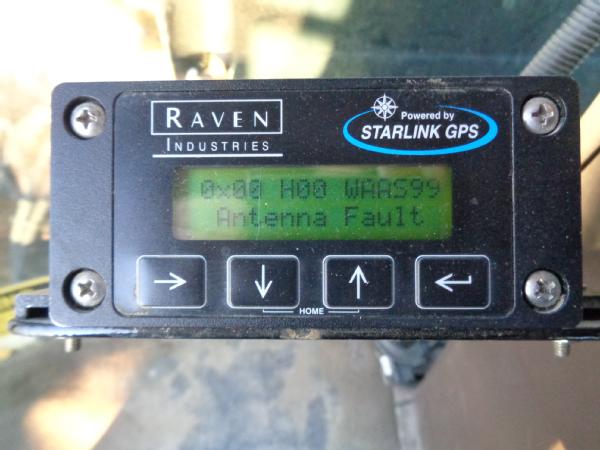 RAVEN
INDUSTRIES
Powered by
STARLINK GPS
0x00 H00 WAAS99
Antenna Fault
HOME